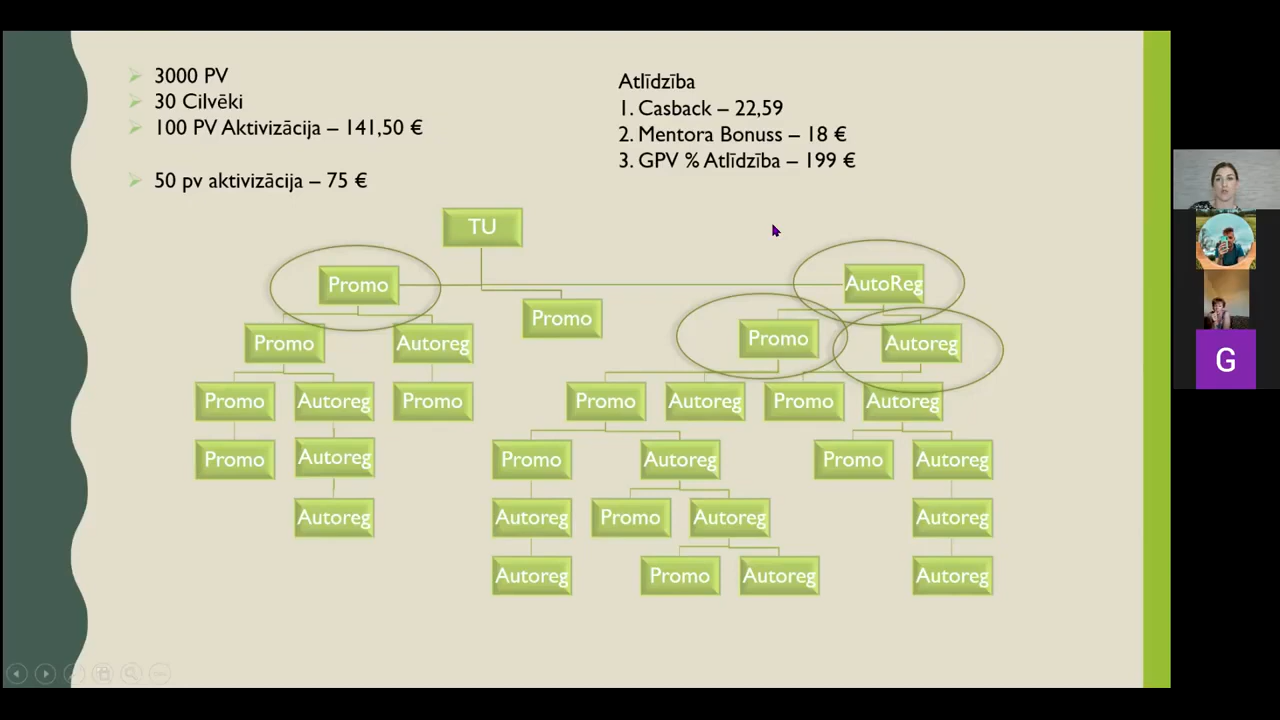 3000 PV
30 Cilvēki
100 PV Aktivizācija – 141,50 €
50 pv aktivizācija – 75 €
Atlīdzība
1. Casback – 22,59
2. Mentora Bonuss – 18 €
3. GPV % Atlīdzība – 199 €
TU
Promo
AutoReg
Promo
Promo
Autoreg
Promo
Autoreg
Promo
Autoreg
Promo
Promo
Autoreg
Promo
Autoreg
Promo
Autoreg
Promo
Autoreg
Promo
Autoreg
Autoreg
Autoreg
Promo
Autoreg
Autoreg
Autoreg
Promo
Autoreg
Autoreg
G